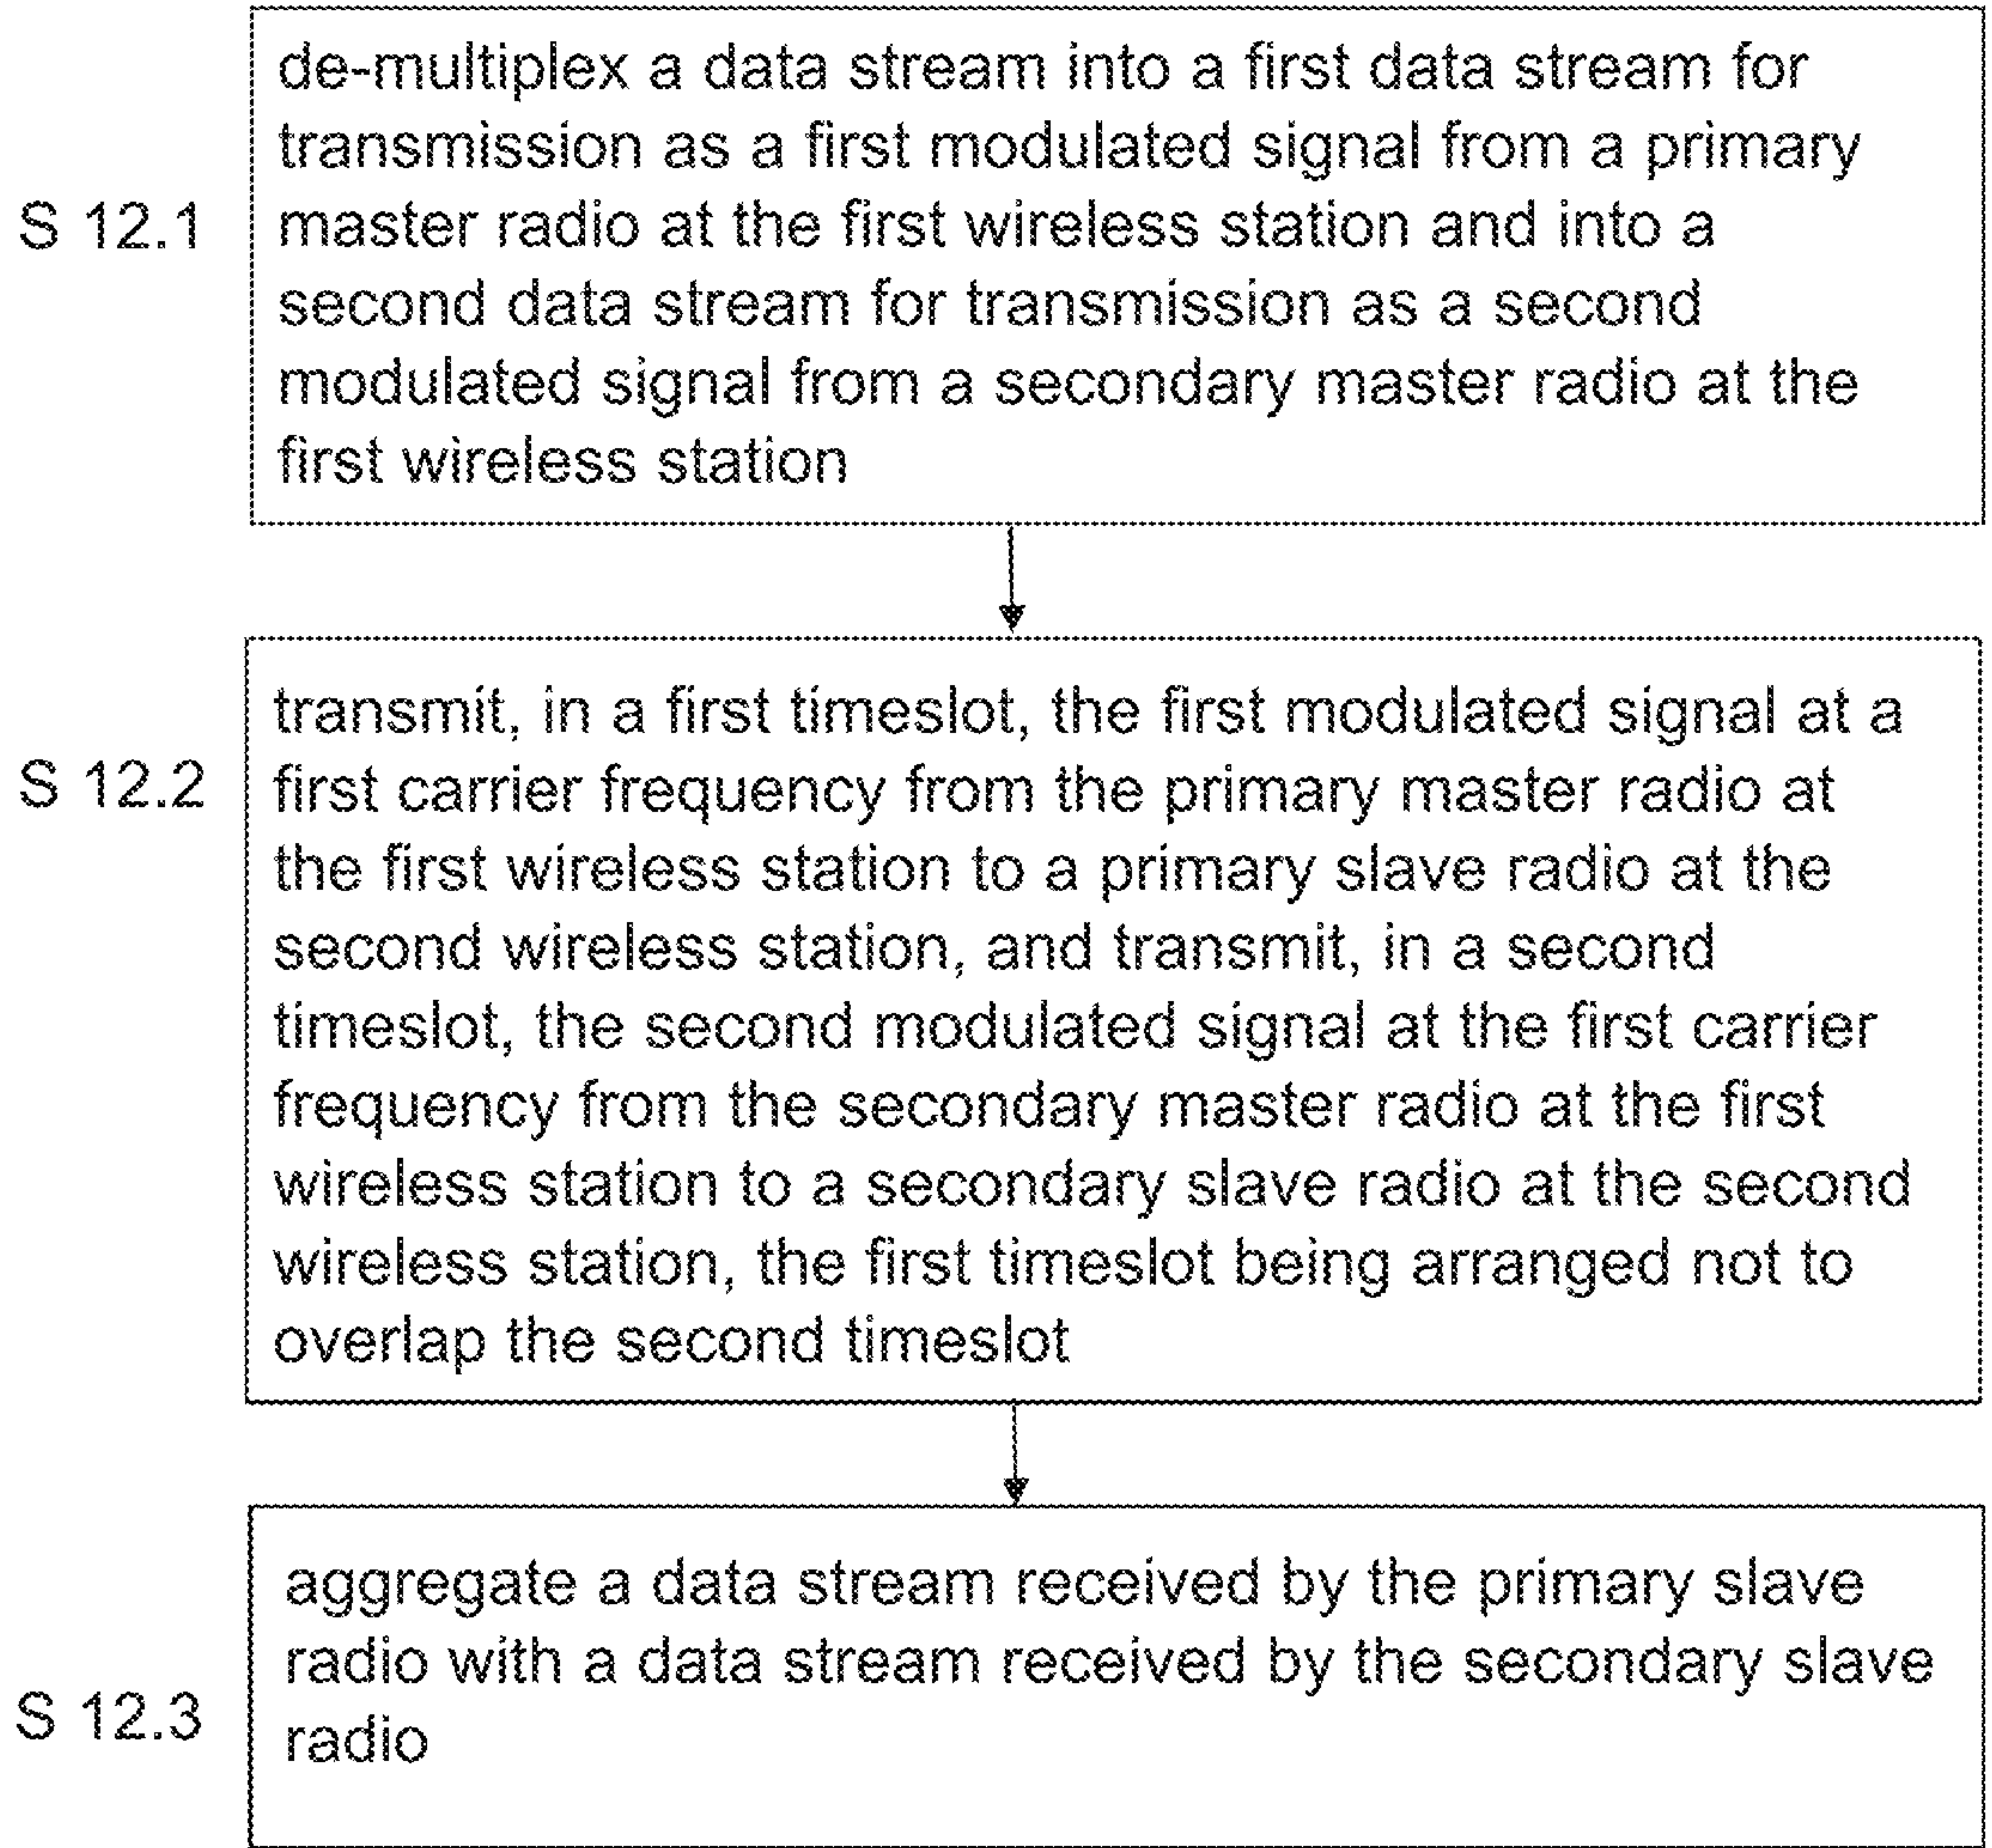 de-multiplex a data stream into a first data stream for
transmission as a first modulated signal from a primary
S 12.1 master radio at the first wireless station and into a
second data stream for transmission as a second
modulated signal from a secondary master radio at the
first wireless station
transmit, in a first timeslot, the first modulated signal at a
S 12.2 first carrier frequency from the primary master radio at
the first wireless station to a primary slave radio at the
second wireless station, and transmit, in a second
timeslot, the second modulated signal at the first carrier
frequency from the secondary master radio at the first
wireless station to a secondary slave radio at the second
wireless station, the first timeslot being arranged not to
overlap the second timeslot
aggregate a data stream received by the primary slave
radio with a data stream received by the secondary slave
S 12.3 radio